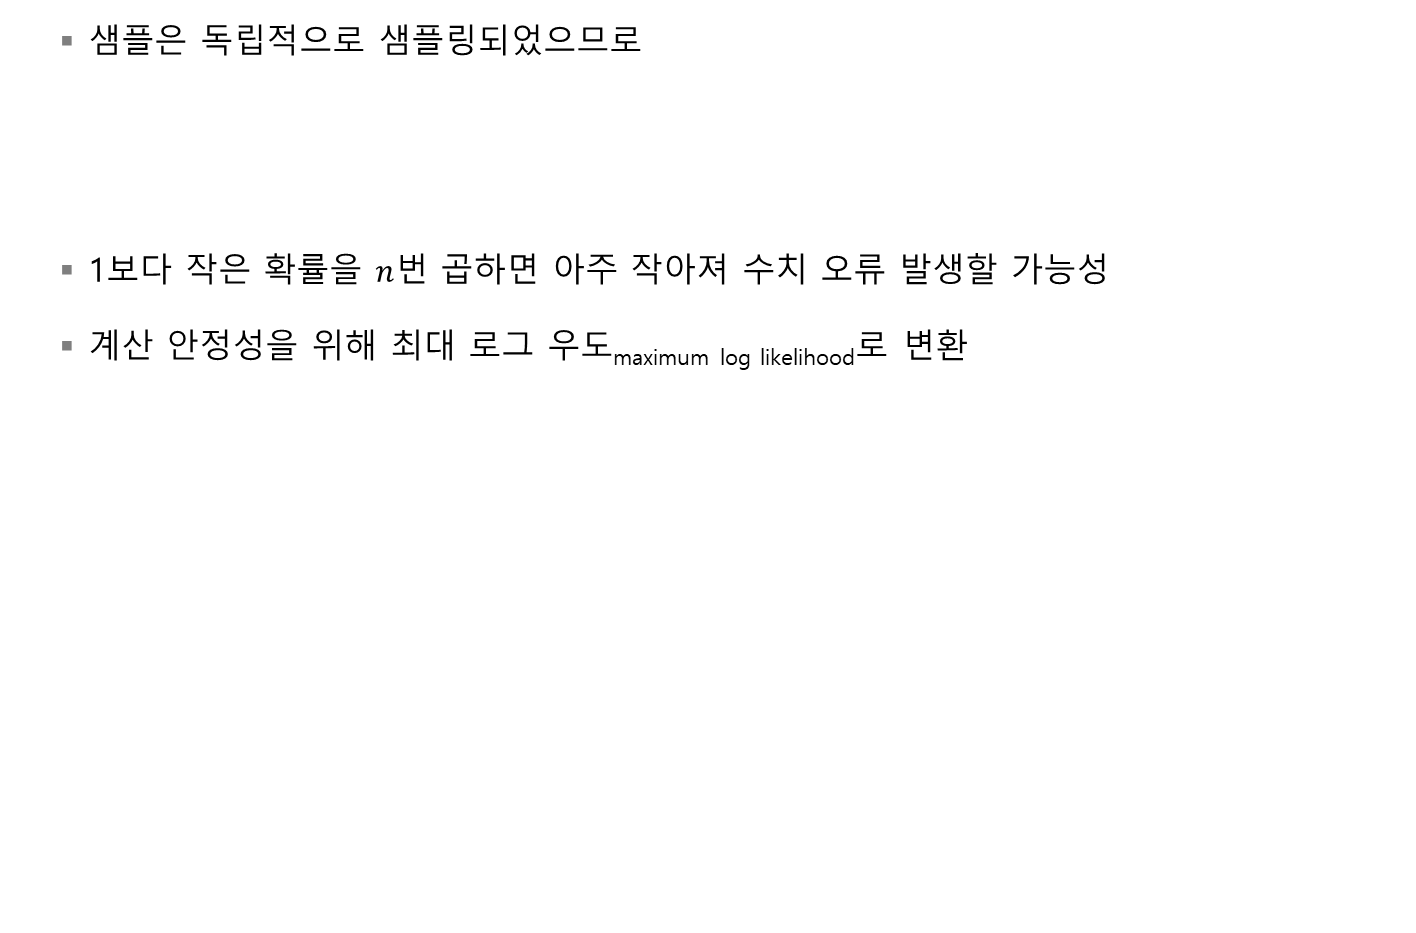 ▪ 샘플은 독립적으로 샘플링되었으므로
▪ 1보다 작은 확률을 n번 곱하면 아주 작아져 수치 오류 발생할 가능성
▪ 계산 안정성을 위해 최대 로그 우도maximum log likelihood로 변환